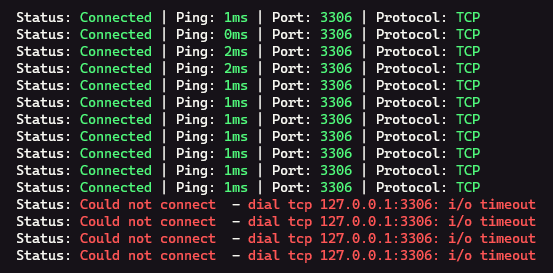 Status: Connected | Ping: 1ms | Port: 3306 | Protocol: TCP
Status: Connected | Ping: 0ms | Port: 3306 | Protocol: TCP
Status: Connected | Ping: 2ms | Port: 3306 | Protocol: TCP
Status: Connected | Ping: 2ms | Port: 3306 | Protocol: TCP
Status: Connected | Ping: 1ms | Port: 3306 | Protocol: TCP
Status: Connected | Ping: 1ms | Port: 3306 | Protocol: TCP
Status: Connected | Ping: 1ms | Port: 3306 | Protocol: TCP
Status: Connected | Ping: 1ms | Port: 3306 | Protocol: TCP
Status: Connected | Ping: 1ms | Port: 3306 | Protocol: TCP
Status: Connected | Ping: 1ms | Port: 3306 | Protocol: TCP
Status: Connected | Ping: 1ms | Port: 3306 | Protocol: TCP
Status: Could not connect  - dial tcp 127.0.0.1:3306: i/o timeout
Status: Could not connect  - dial tcp 127.0.0.1:3306: i/o timeout
Status: Could not connect  - dial tcp 127.0.0.1:3306: i/o timeout
Status: Could not connect  - dial tcp 127.0.0.1:3306: i/o timeout